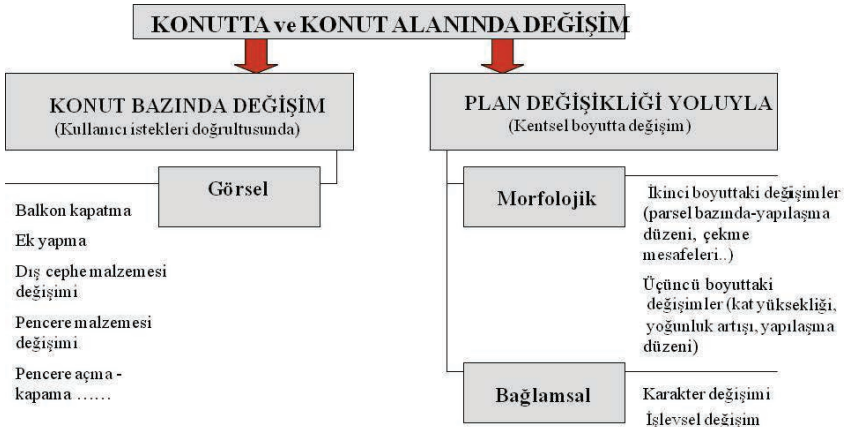 KONUTTA ve KONUT ALANINDA DEĞİŞİM
KONUT BAZINDA DEĞİŞİM
(Kullanıcı istekleri doğrultusunda)
Görsel
Balkon kapatma
Ek yapma
Dış cephe malzemesi
değişimi
Pencere malzemesi
değişimi
Pencere açma -
kapama ……
PLAN DEĞİŞİKLİĞİ YOLUYLA
(Kentsel boyutta değişim)
Morfolojik
İkinci boyuttaki değişimler
(parsel bazında-yapılaşma
düzeni, çekme
mesafeleri..)
Üçüncü boyuttaki
değişimler (kat yüksekliği,
yoğunluk artışı, yapılaşma
düzeni)
Bağlamsal
Karakter değişimi
İşlevsel değişim